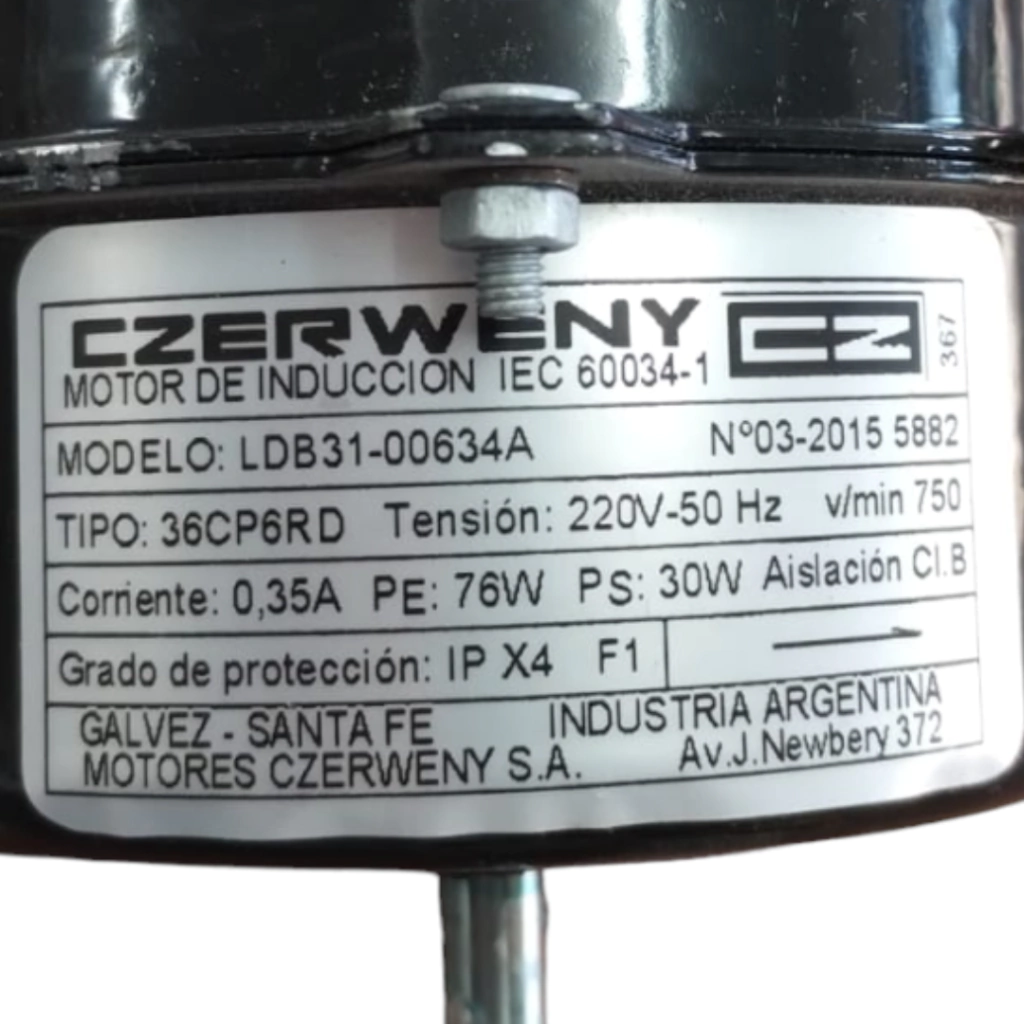 CZERWENY CZ 367
MOTOR DE INDUCCION IEC 60034-1
MODELO: LDB31-00634A Nº03-2015 5882
TIPO: 36CP6RD Tensión: 220V-50 Hz v/min 750
Corriente: 0,35A PE: 76W PS: 30W Aislación Cl.B
Grado de protección: IP X4 F1
GALVEZ - SANTA FE INDUSTRIA ARGENTINA
MOTORES CZERWENY S.A. Av.J.Newbery 372